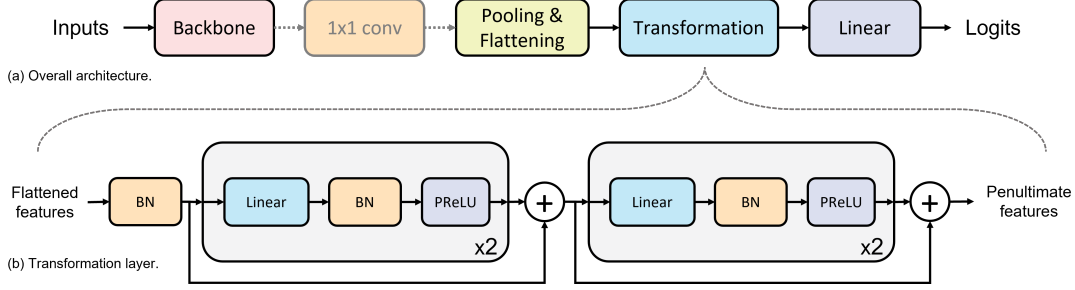 Inputs
Backbone
1x1 conv
Pooling &
Flattening
Transformation
Linear
Logits
(a) Overall architecture.
Flattened
features
BN
Linear
BN
PReLU
x2
+
Linear
BN
PReLU
x2
+
Penultimate
features
(b) Transformation layer.